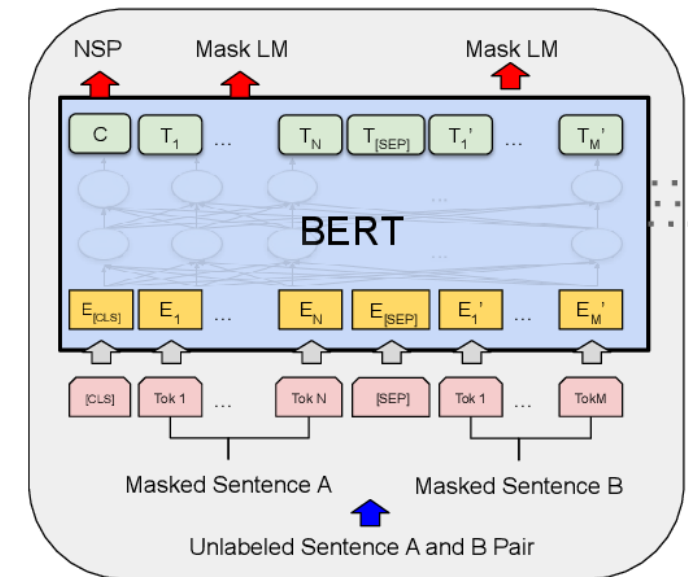 NSP Mask LM Mask LM
C T1 ... TN T[SEP] T1' ... TM'
...
BERT
...
E[CLS] E1 ... EN E[SEP] E1' ... EM'
[CLS] Tok 1 ... Tok N [SEP] Tok 1 ... TokM
Masked Sentence A Masked Sentence B
Unlabeled Sentence A and B Pair